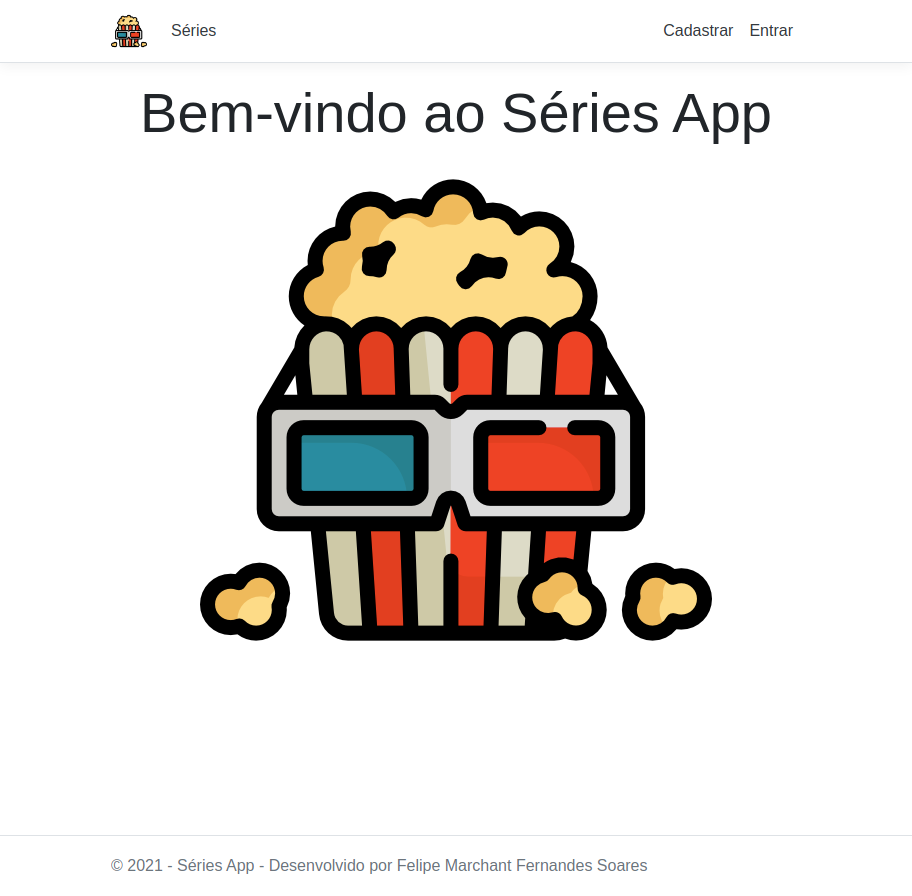 Séries
Cadastrar Entrar
Bem-vindo ao Séries App
© 2021 - Séries App - Desenvolvido por Felipe Marchant Fernandes Soares